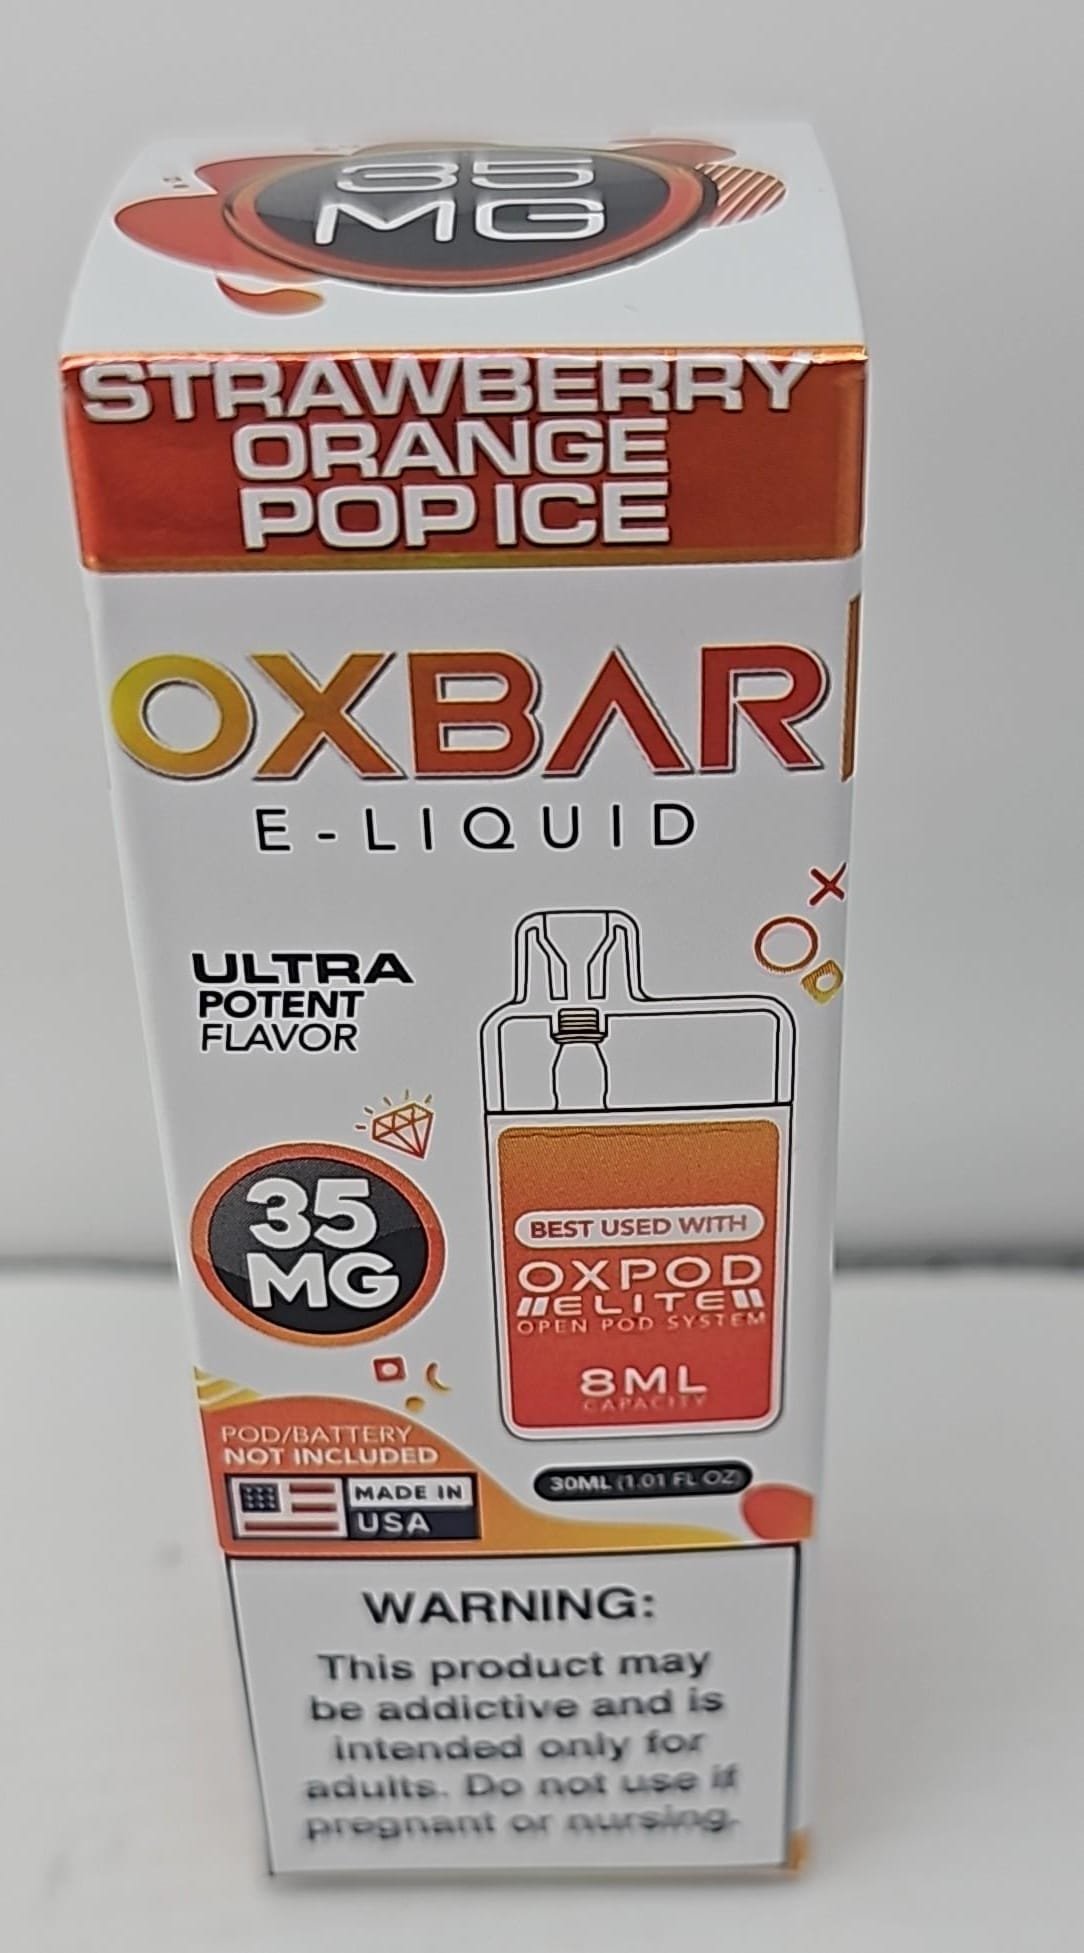 35
MG
STRAWBERRY
ORANGE
POP ICE
OXBAR
E-LIQUID
ULTRA
POTENT
FLAVOR
35
MG
BEST USED WITH
OXPOD
ELITE
OPEN POD SYSTEM
8ML
CAPACITY
POD/BATTERY
NOT INCLUDED
MADE IN
USA
30ML (1.01 FL OZ)
WARNING:
This product may
be addictive and is
intended only for
adults. Do not use if
pregnant or nursing.